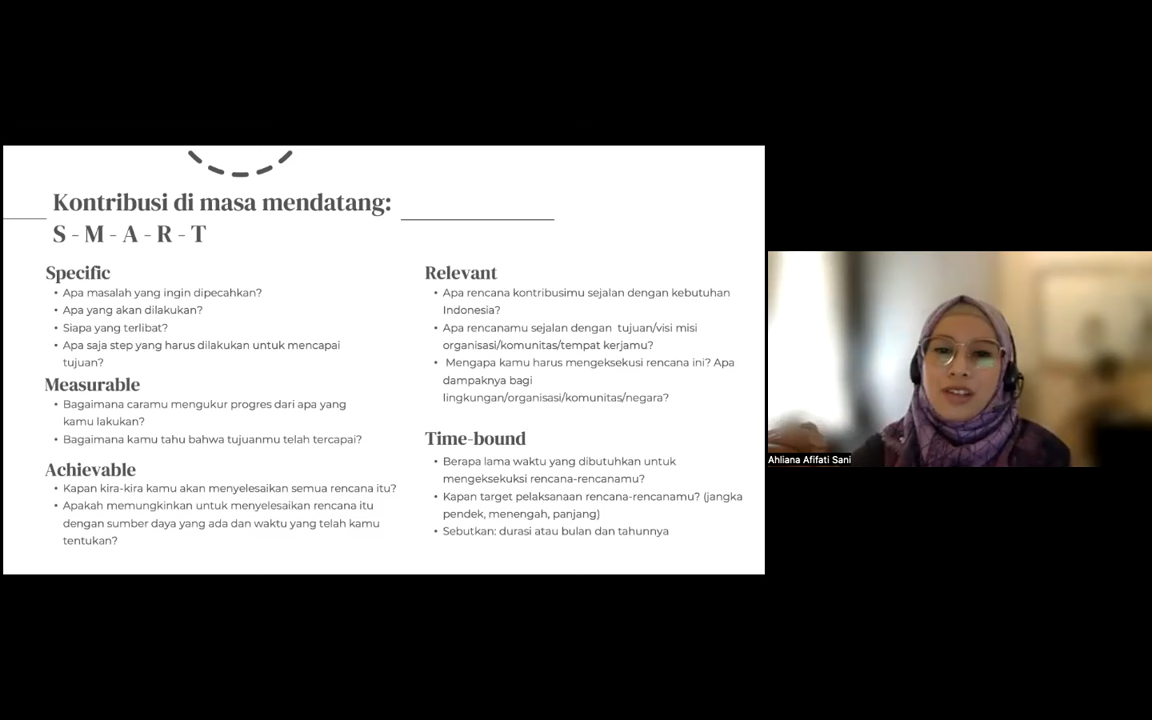 Kontribusi di masa mendatang:
S - M - A - R - T
Specific
• Apa masalah yang ingin dipecahkan?
• Apa yang akan dilakukan?
• Siapa yang terlibat?
• Apa saja step yang harus dilakukan untuk mencapai
tujuan?
Measurable
• Bagaimana caramu mengukur progres dari apa yang
kamu lakukan?
• Bagaimana kamu tahu bahwa tujuanmu telah tercapai?
Achievable
• Kapan kira-kira kamu akan menyelesaikan semua rencana itu?
• Apakah memungkinkan untuk menyelesaikan rencana itu
dengan sumber daya yang ada dan waktu yang telah kamu
tentukan?
Relevant
• Apa rencana kontribusimu sejalan dengan kebutuhan
Indonesia?
• Apa rencanamu sejalan dengan tujuan/visi misi
organisasi/komunitas/tempat kerjamu?
• Mengapa kamu harus mengeksekusi rencana ini? Apa
dampaknya bagi
lingkungan/organisasi/komunitas/negara?
Time-bound
• Berapa lama waktu yang dibutuhkan untuk
mengeksekuksi rencana-rencanamu?
• Kapan target pelaksanaan rencana-rencanamu? (jangka
pendek, menengah, panjang)
• Sebutkan: durasi atau bulan dan tahunnya
Ahliana Afifati Sani